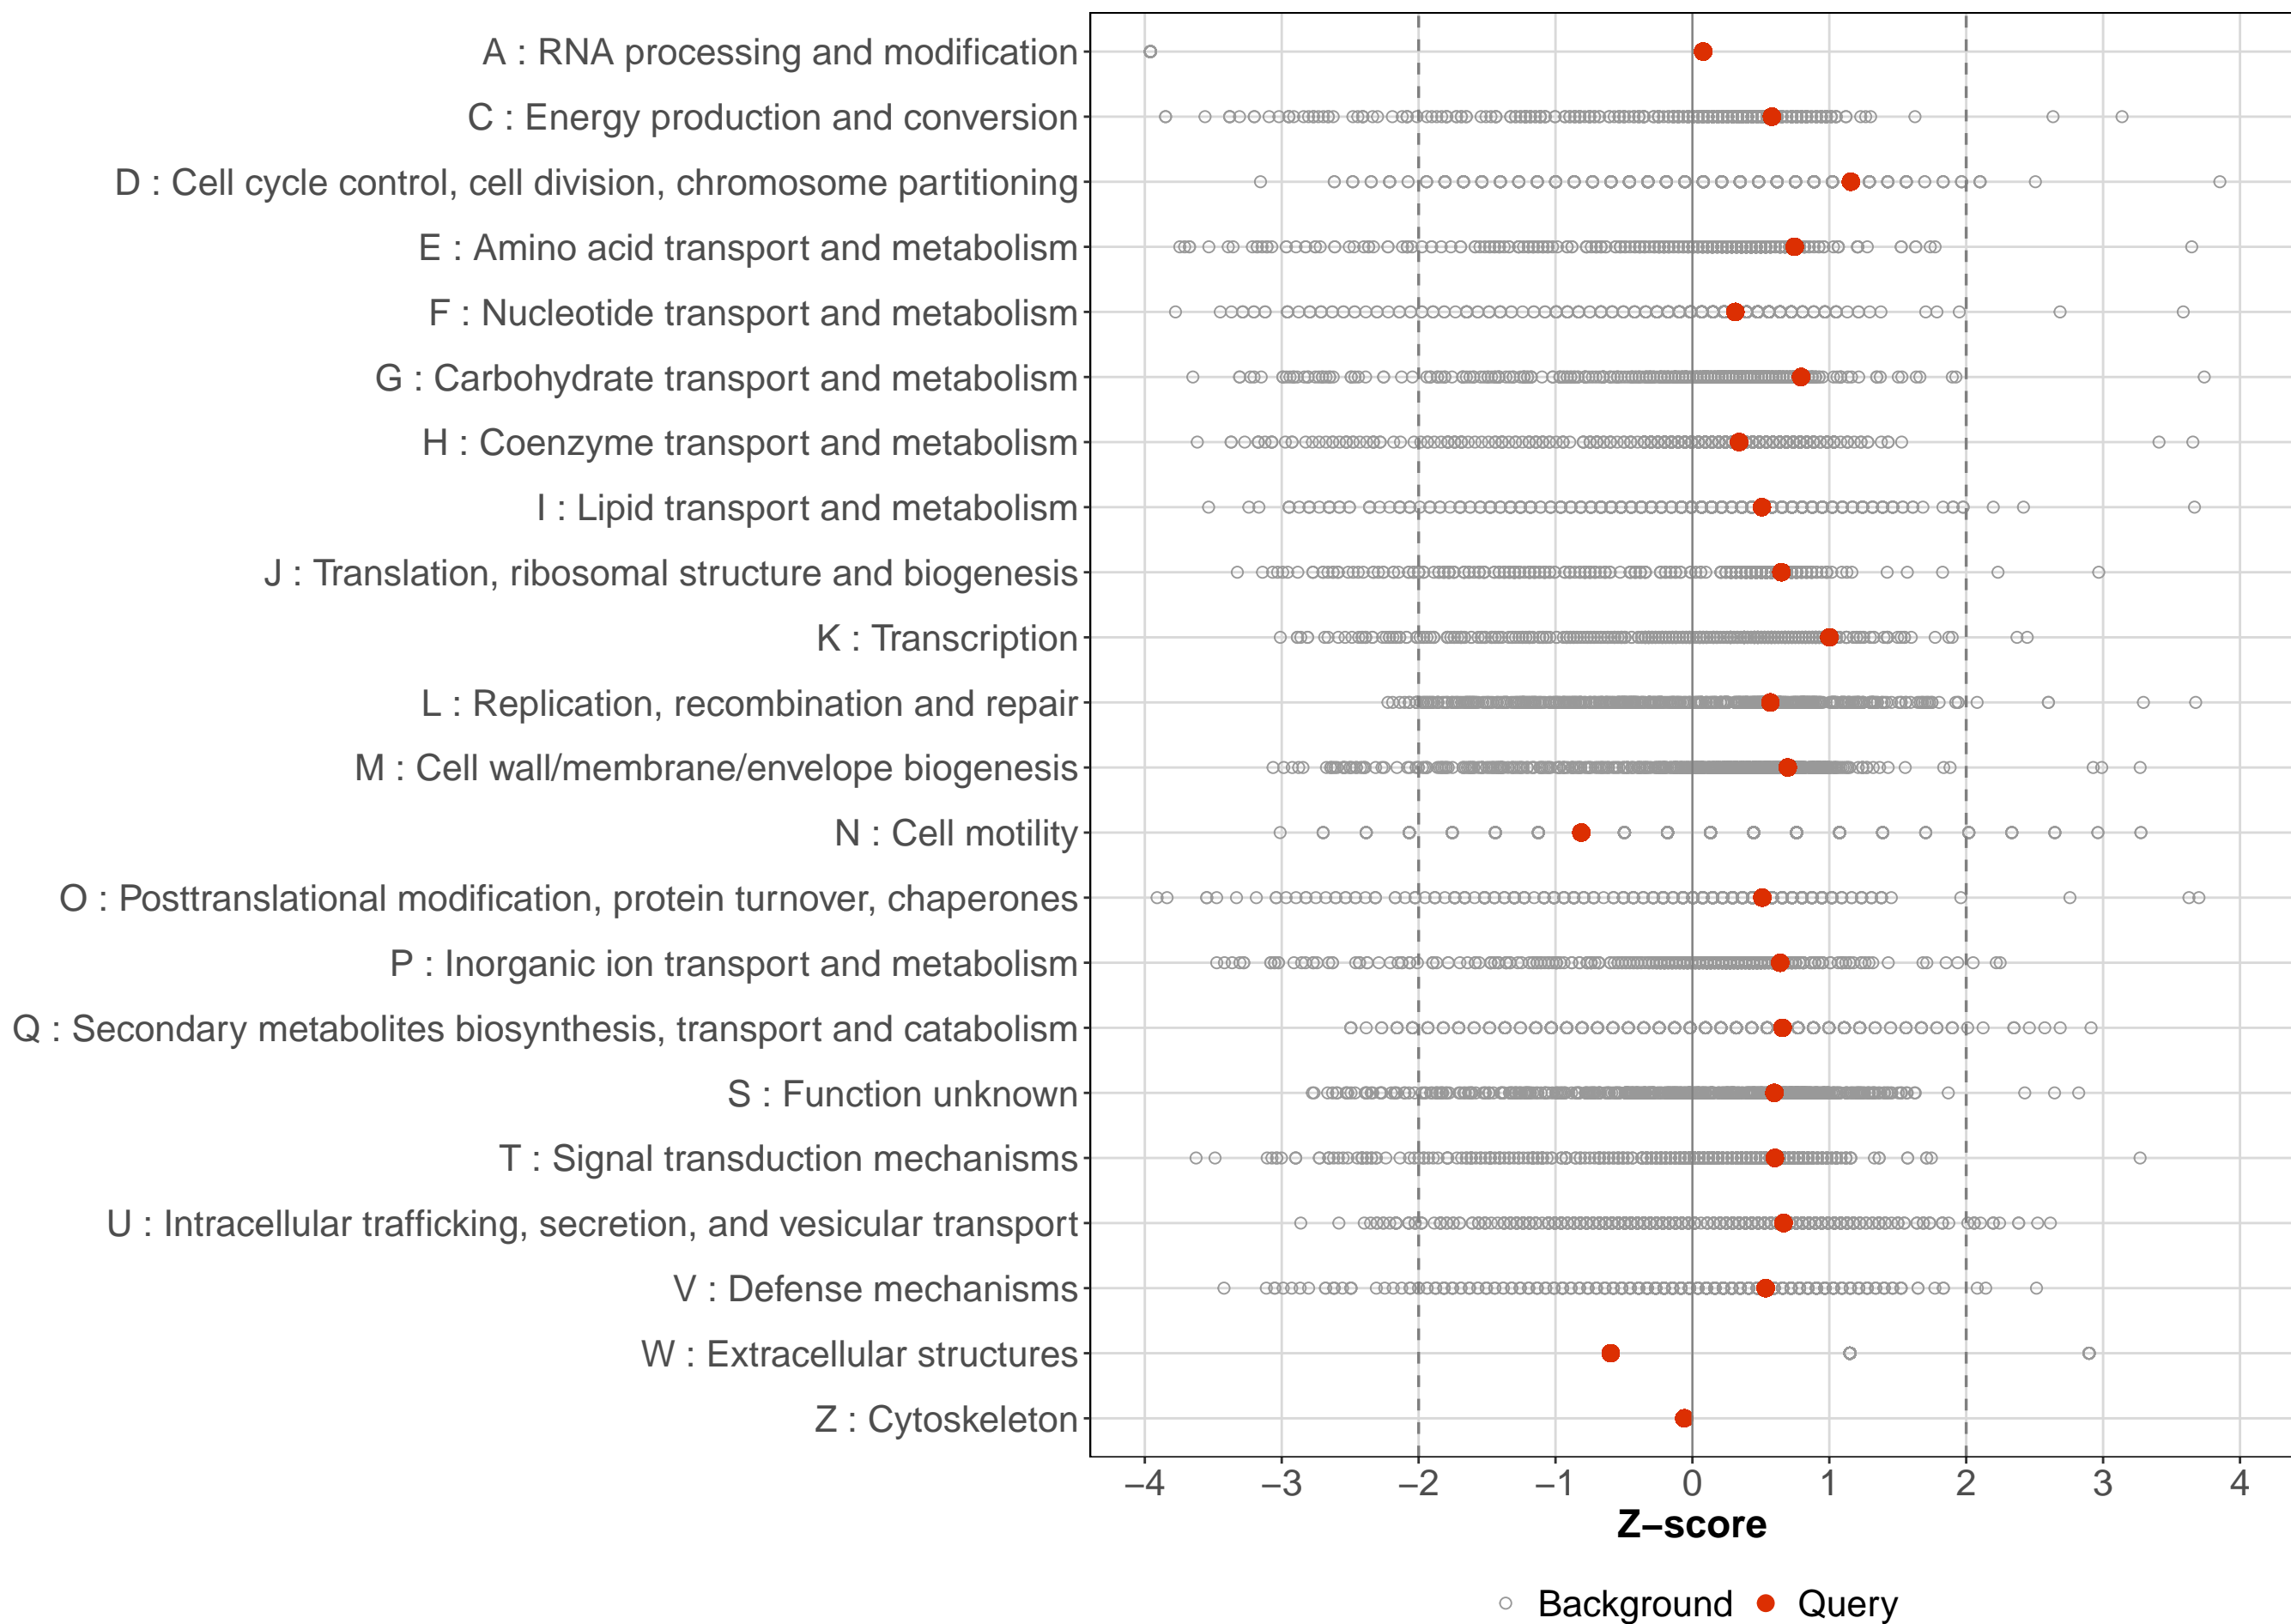 A : RNA processing and modification
C : Energy production and conversion
D : Cell cycle control, cell division, chromosome partitioning
E : Amino acid transport and metabolism
F : Nucleotide transport and metabolism
G : Carbohydrate transport and metabolism
H : Coenzyme transport and metabolism
I : Lipid transport and metabolism
J : Translation, ribosomal structure and biogenesis
K : Transcription
L : Replication, recombination and repair
M : Cell wall/membrane/envelope biogenesis
N : Cell motility
O : Posttranslational modification, protein turnover, chaperones
P : Inorganic ion transport and metabolism
Q : Secondary metabolites biosynthesis, transport and catabolism
S : Function unknown
T : Signal transduction mechanisms
U : Intracellular trafficking, secretion, and vesicular transport
V : Defense mechanisms
W : Extracellular structures
Z : Cytoskeleton
−4 −3 −2 −1 0 1 2 3 4
Z−score
Background Query